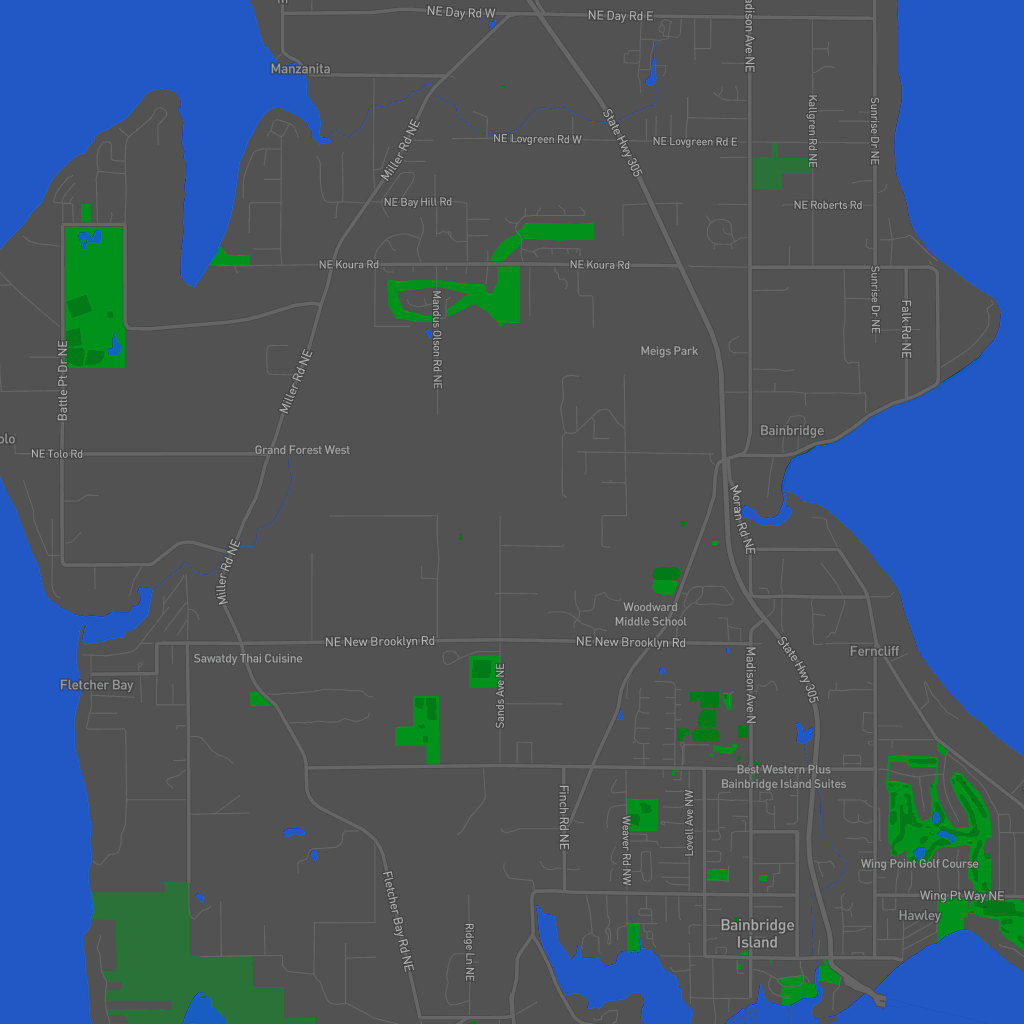 NE Day Rd W
NE Day Rd E
Madison Ave NE
Manzanita
Kallgren Rd NE
Sunrise Dr NE
State Hwy 305
Miller Rd NE
NE Lovgreen Rd W
NE Lovgreen Rd E
NE Bay Hill Rd
NE Roberts Rd
NE Koura Rd
NE Koura Rd
Sunrise Dr NE
Mandus Olson Rd NE
Falk Rd NE
Battle Pt Dr NE
Miller Rd NE
Meigs Park
Bainbridge
olo
NE Tolo Rd
Grand Forest West
Moran Rd NE
Miller Rd NE
Woodward
Middle School
NE New Brooklyn Rd
NE New Brooklyn Rd
Sawatdy Thai Cuisine
Ferncliff
State Hwy 305
Madison Ave N
Sands Ave NE
Fletcher Bay
Best Western Plus
Bainbridge Island Suites
Finch Rd NE
Weaver Rd NW
Lovell Ave NW
Wing Point Golf Course
Wing Pt Way NE
Hawley
Fletcher Bay Rd NE
Ridge Ln NE
Bainbridge
Island